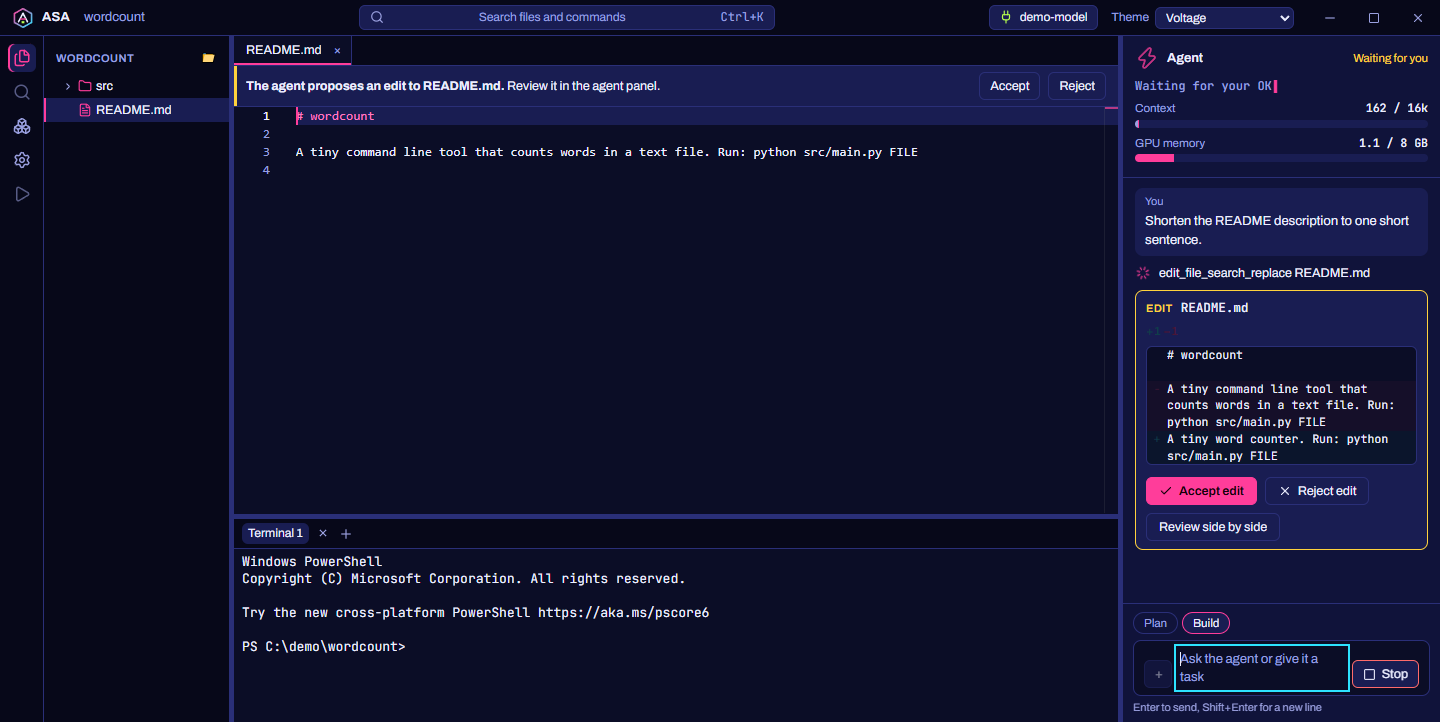 ASA wordcount
Search files and commands Ctrl+K
demo-model
Theme Voltage
WORDCOUNT
src
README.md
README.md ×
The agent proposes an edit to README.md. Review it in the agent panel.
Accept Reject
1 # wordcount
2
3 A tiny command line tool that counts words in a text file. Run: python src/main.py FILE
4
Terminal 1 × +
Windows PowerShell
Copyright (C) Microsoft Corporation. All rights reserved.
Try the new cross-platform PowerShell https://aka.ms/pscore6
PS C:\demo\wordcount>
Agent Waiting for you
Waiting for your OK
Context 162 / 16k
GPU memory 1.1 / 8 GB
You
Shorten the README description to one short
sentence.
edit_file_search_replace README.md
EDIT README.md
+1 -1
# wordcount
- A tiny command line tool that
counts words in a text file. Run:
python src/main.py FILE
+ A tiny word counter. Run: python
src/main.py FILE
Accept edit Reject edit
Review side by side
Plan Build
+ Ask the agent or give it a
task
Stop
Enter to send, Shift+Enter for a new line